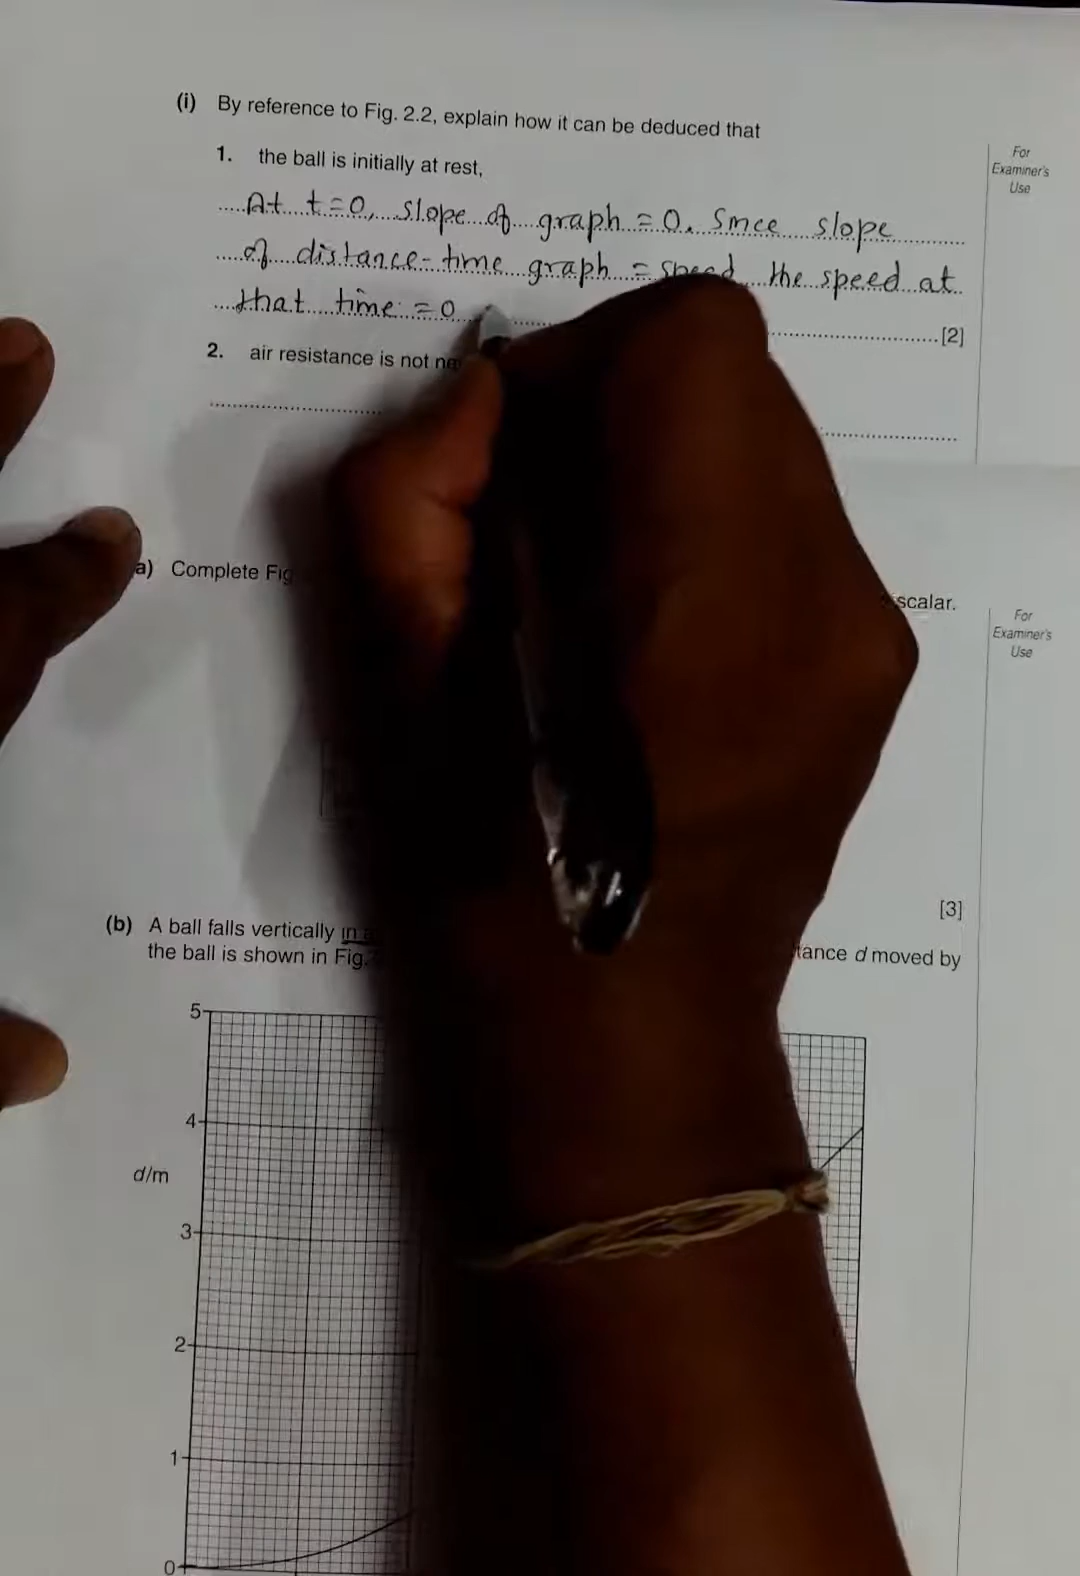 (i) By reference to Fig. 2.2, explain how it can be deduced that
1. the ball is initially at rest,
For
Examiner's
Use
At t=0, slope of graph = 0. Since slope
of distance-time graph = speed the speed at
that time = 0
[2]
2. air resistance is not
a) Complete Fig
scalar.
For
Examiner's
Use
[3]
(b) A ball falls vertically in
the ball is shown in Fig. d moved by
5
4
d/m
3
2
1
0